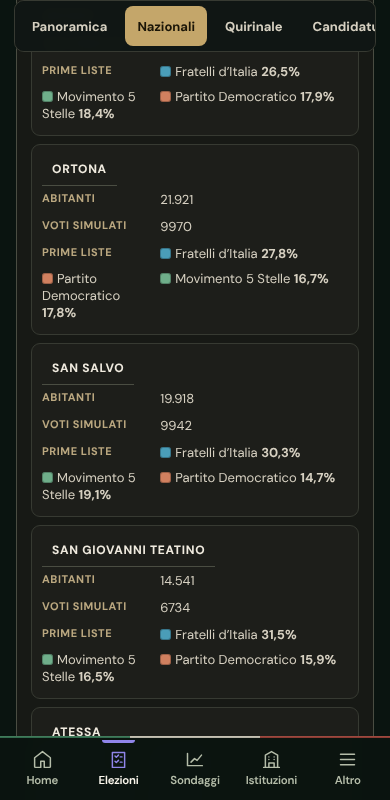 Panoramica Nazionali Quirinale Candidatu
PRIME LISTE Fratelli d'Italia 26,5%
Movimento 5 Partito Democratico 17,9%
Stelle 18,4%
ORTONA
ABITANTI 21.921
VOTI SIMULATI 9970
PRIME LISTE Fratelli d'Italia 27,8%
Partito Movimento 5 Stelle 16,7%
Democratico
17,8%
SAN SALVO
ABITANTI 19.918
VOTI SIMULATI 9942
PRIME LISTE Fratelli d'Italia 30,3%
Movimento 5 Partito Democratico 14,7%
Stelle 19,1%
SAN GIOVANNI TEATINO
ABITANTI 14.541
VOTI SIMULATI 6734
PRIME LISTE Fratelli d'Italia 31,5%
Movimento 5 Partito Democratico 15,9%
Stelle 16,5%
ATESSA
Home Elezioni Sondaggi Istituzioni Altro